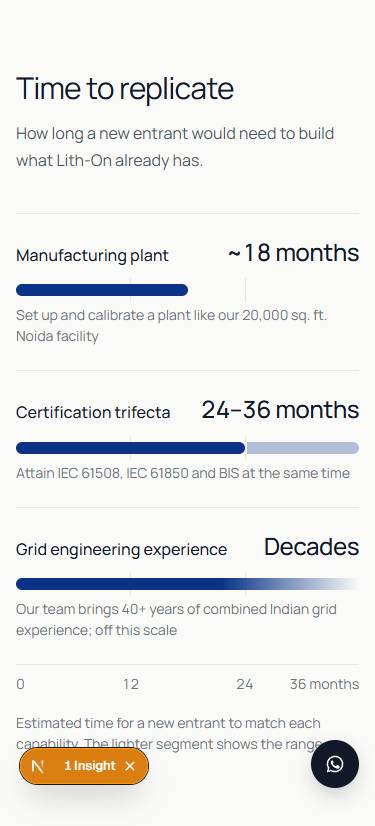 Time to replicate
How long a new entrant would need to build
what Lith-On already has.
Manufacturing plant
~18 months
Set up and calibrate a plant like our 20,000 sq. ft.
Noida facility
Certification trifecta
24–36 months
Attain IEC 61508, IEC 61850 and BIS at the same time
Grid engineering experience
Decades
Our team brings 40+ years of combined Indian grid
experience; off this scale
0 12 24 36 months
Estimated time for a new entrant to match each
capability. The lighter segment shows the range
N 1 Insight ×